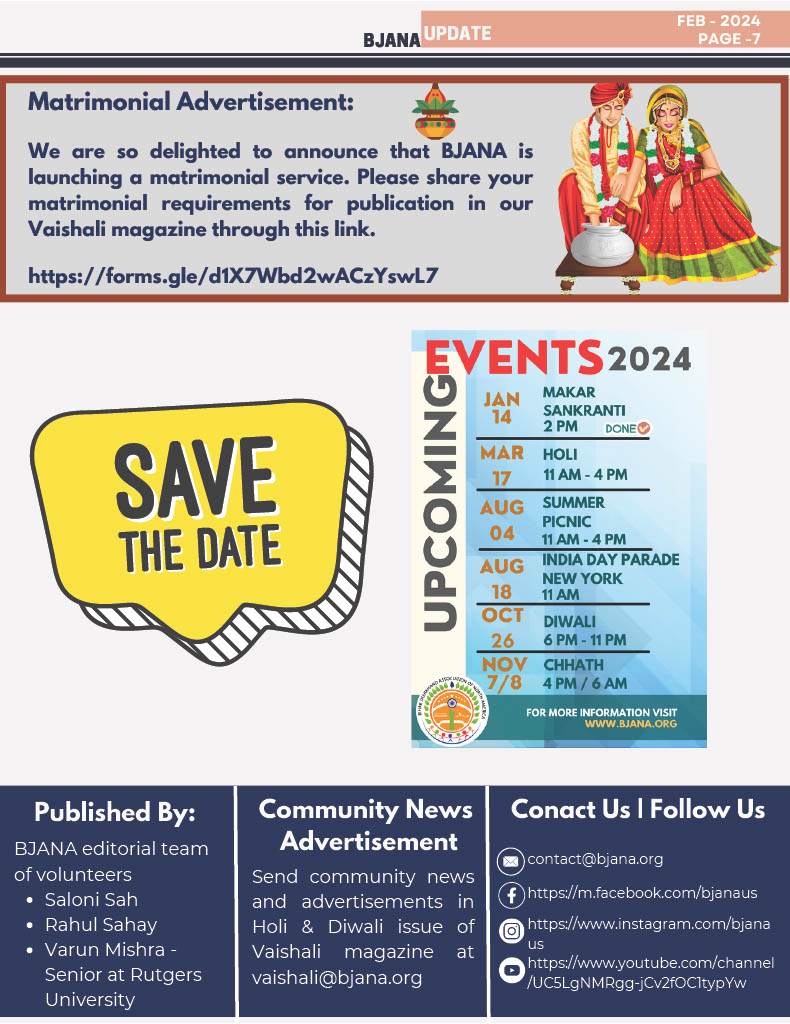 BJANA UPDATE
FEB - 2024
PAGE -7
Matrimonial Advertisement:
We are so delighted to announce that BJANA is
launching a matrimonial service. Please share your
matrimonial requirements for publication in our
Vaishali magazine through this link.
https://forms.gle/d1X7Wbd2wACzYswL7
SAVE
THE DATE
UPCOMING
EVENTS 2024
JAN
14
MAKAR
SANKRANTI
2 PM
DONE
MAR
17
HOLI
11 AM - 4 PM
AUG
04
SUMMER
PICNIC
11 AM - 4 PM
AUG
18
INDIA DAY PARADE
NEW YORK
11 AM
OCT
26
DIWALI
6 PM - 11 PM
NOV
7/8
CHHATH
4 PM / 6 AM
BIHAR JHARKHAND ASSOCIATION OF NORTH AMERICA
FOR MORE INFORMATION VISIT
WWW.BJANA.ORG
Published By:
BJANA editorial team
of volunteers
• Saloni Sah
• Rahul Sahay
• Varun Mishra -
Senior at Rutgers
University
Community News
Advertisement
Send community news
and advertisements in
Holi & Diwali issue of
Vaishali magazine at
vaishali@bjana.org
Conact Us | Follow Us
contact@bjana.org
https://m.facebook.com/bjanaus
https://www.instagram.com/bjana
us
https://www.youtube.com/channel
/UC5LgNMRgg-jCv2fOC1typYw